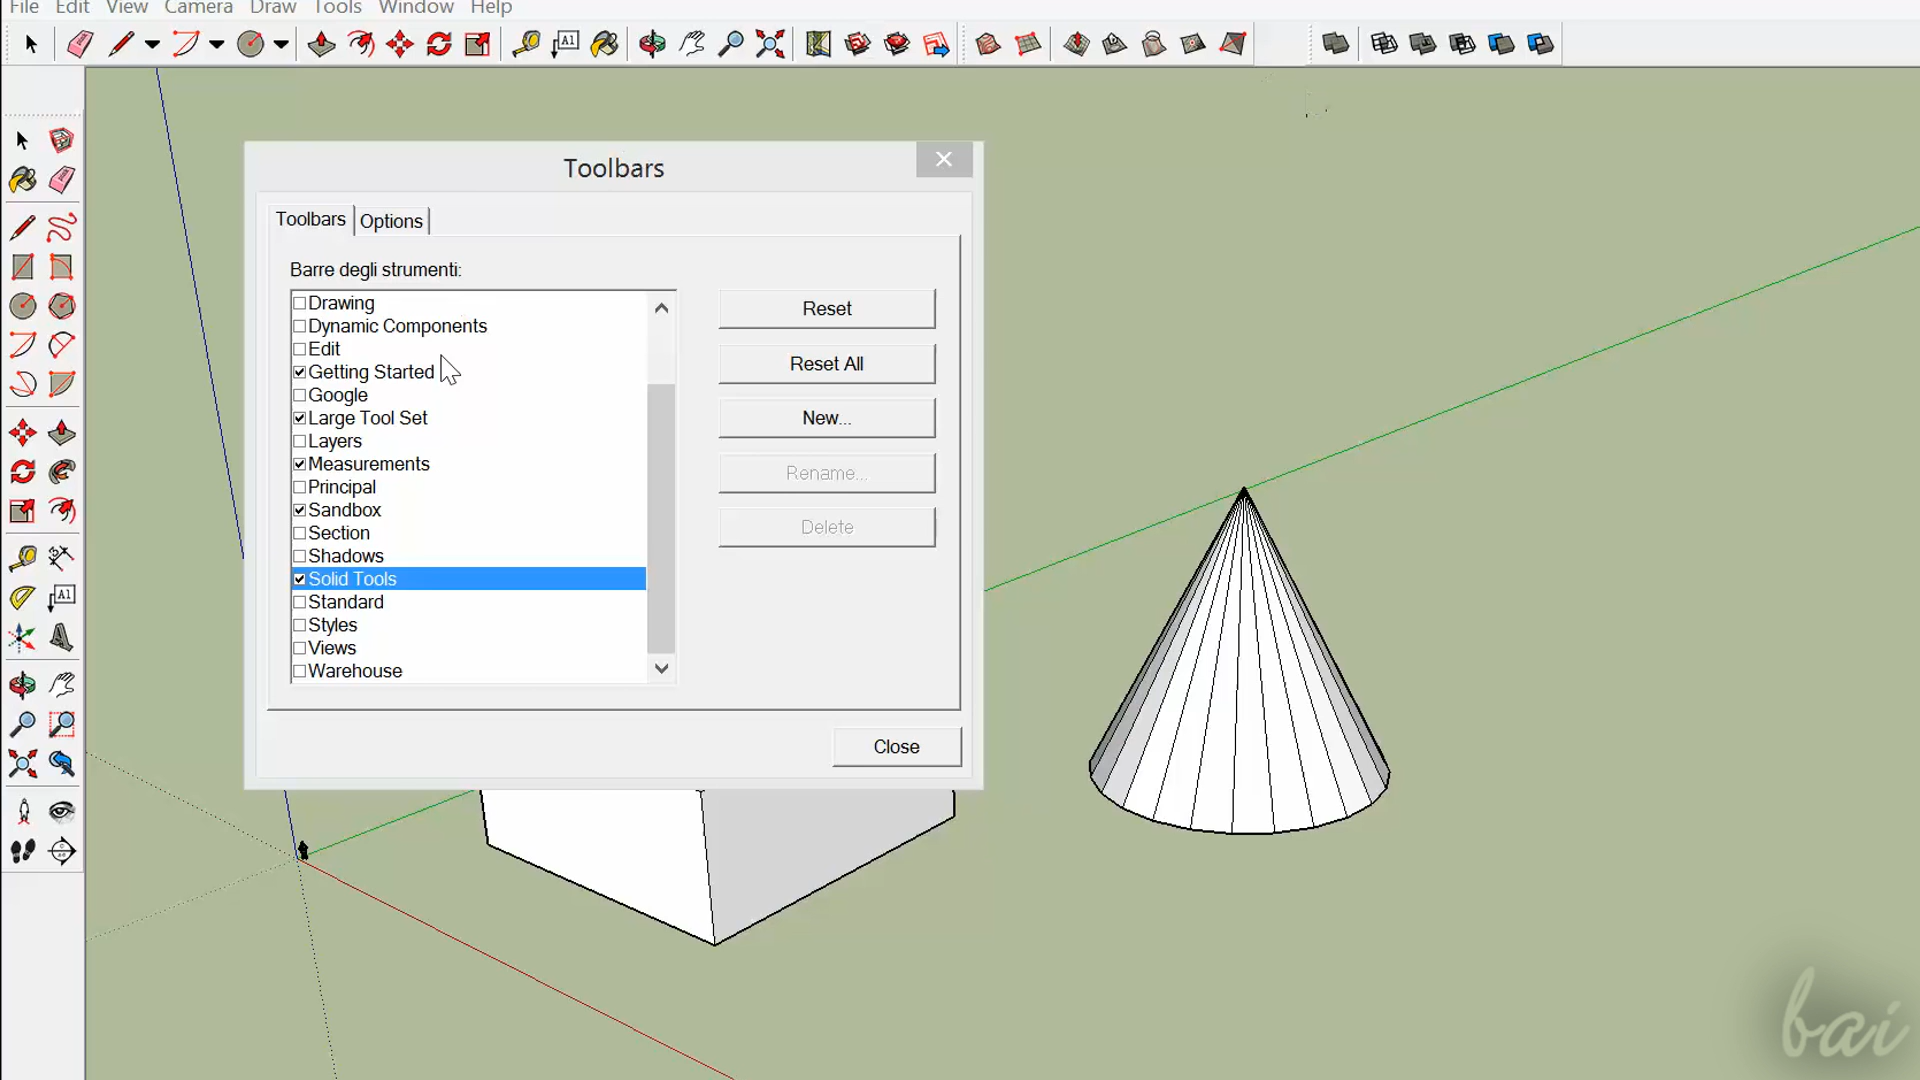 File Edit View Camera Draw Tools Window Help
A1
Toolbars
Toolbars Options
Barre degli strumenti:
Drawing
Dynamic Components
Edit
Getting Started
Google
Large Tool Set
Layers
Measurements
Principal
Sandbox
Section
Shadows
Solid Tools
Standard
Styles
Views
Warehouse
Reset
Reset All
New...
Rename...
Delete
Close
A1
bai